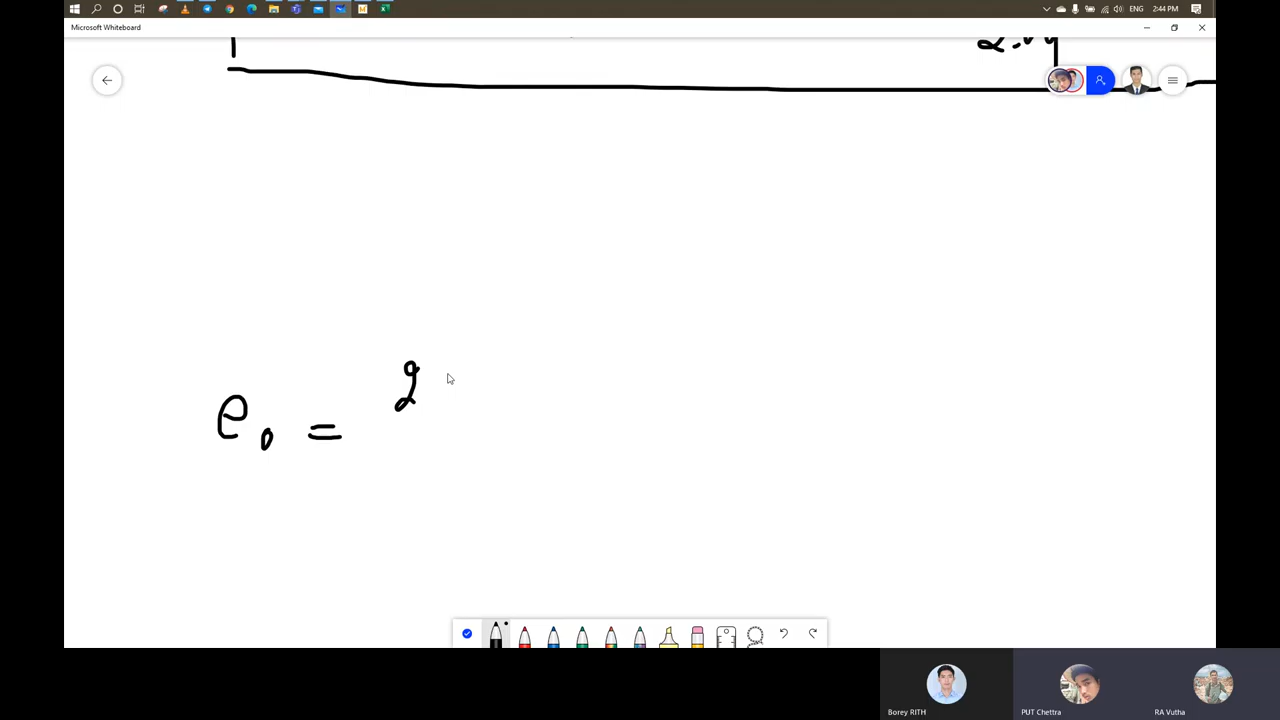 2:44 PM
ENG
Microsoft Whiteboard
e₀ =
Borey RITH
PUT Chettra
RA Vutha